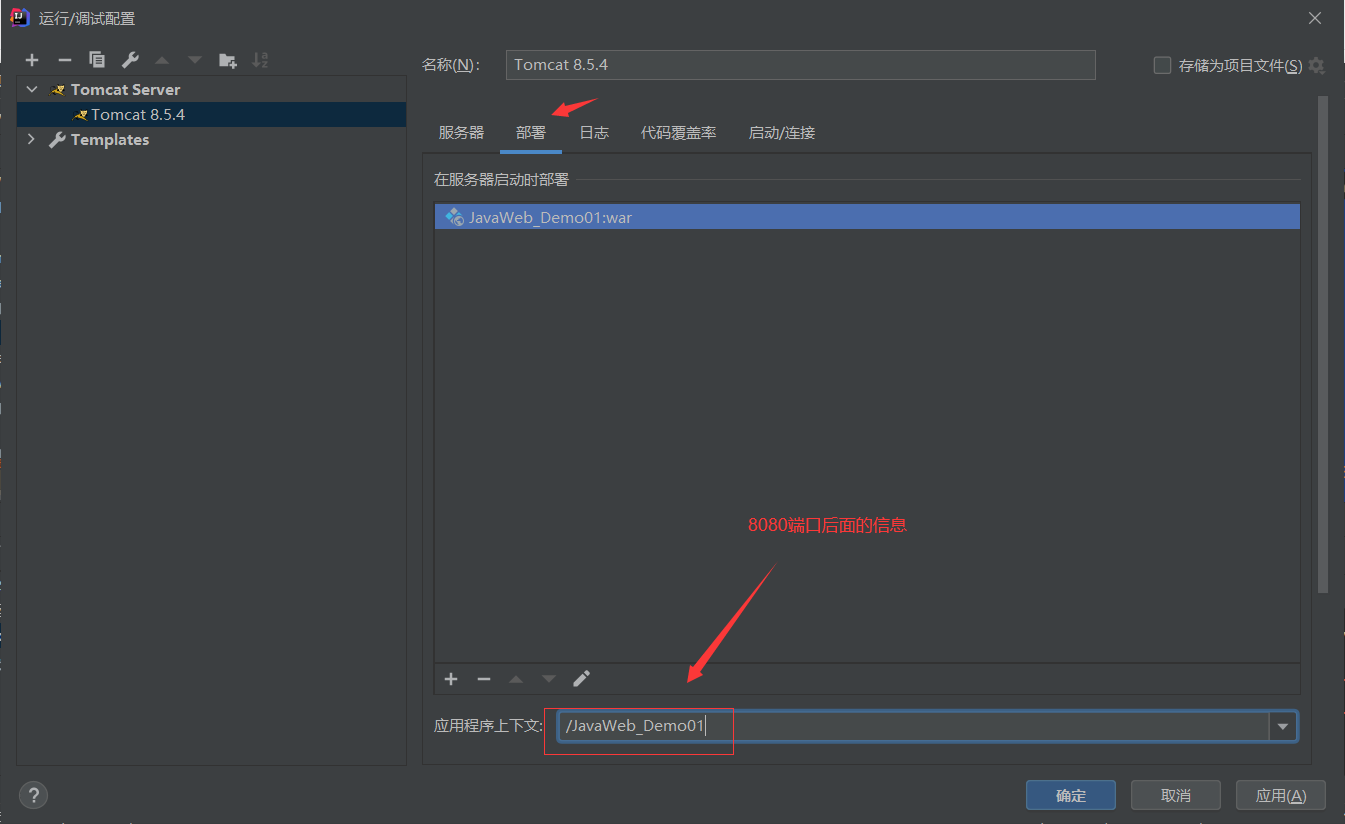 运行/调试配置
名称(N):
Tomcat 8.5.4
存储为项目文件(S)
Tomcat Server
Tomcat 8.5.4
Templates
服务器
部署
日志
代码覆盖率
启动/连接
在服务器启动时部署
JavaWeb_Demo01:war
8080端口后面的信息
应用程序上下文:
/JavaWeb_Demo01
?
确定
取消
应用(A)